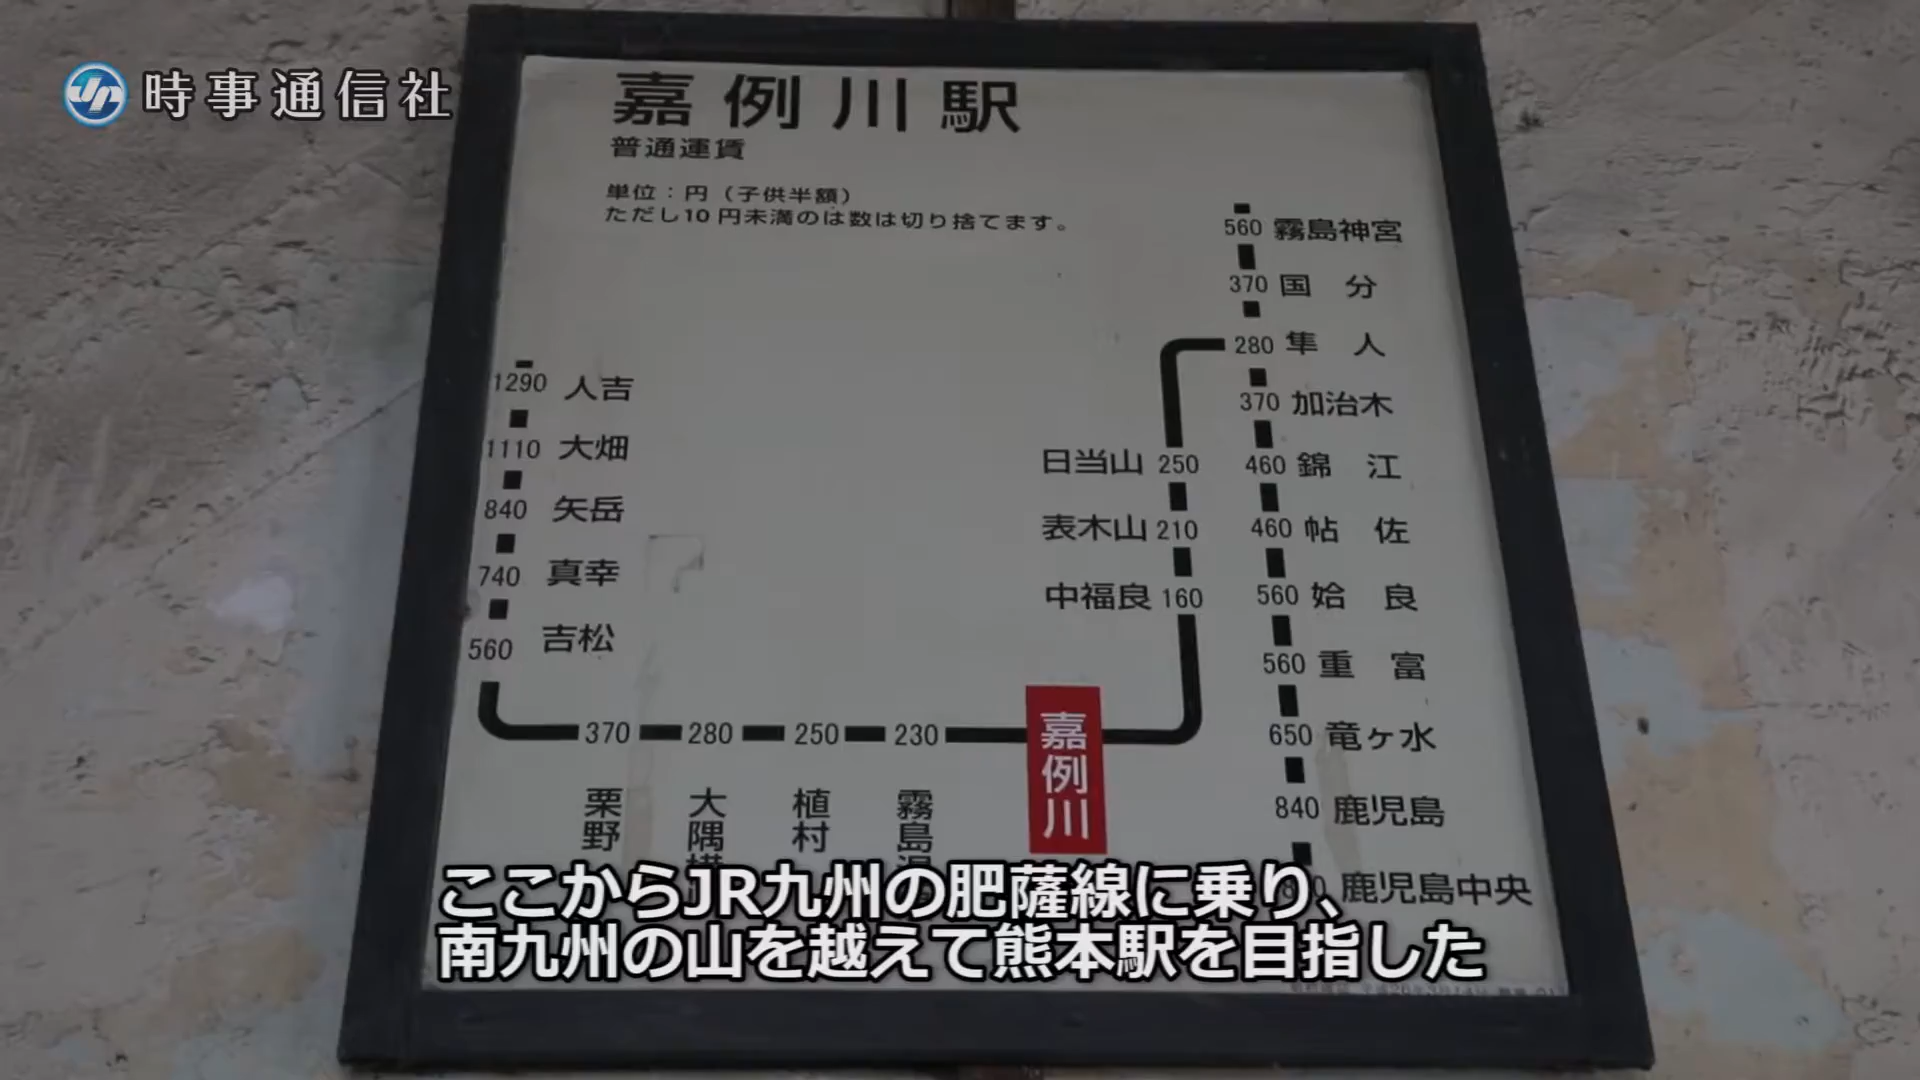 時事通信社
嘉例川駅
普通運賃
単位：円（子供半額）
ただし10円未満のは数は切り捨てます。
560 霧島神宮
370 国分
280 隼人
370 加治木
460 錦江
460 帖佐
560 姶良
560 重富
650 竜ヶ水
840 鹿児島
鹿児島中央
日当山 250
表木山 210
中福良 160
嘉例川
230 霧島温
250 植村
280 大隅横
370 栗野
560 吉松
740 真幸
840 矢岳
1110 大畑
1290 人吉
ここからJR九州の肥薩線に乗り、
南九州の山を越えて熊本駅を目指した